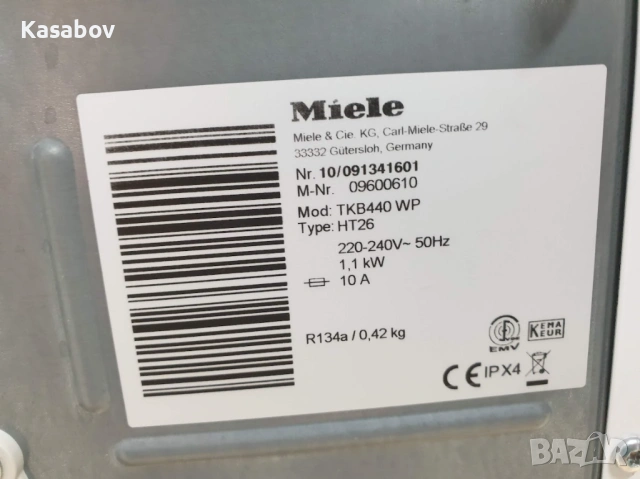 Kasabov
Miele
Miele & Cie. KG, Carl-Miele-Straße 29
33332 Gütersloh, Germany
Nr. 10/091341601
M-Nr. 09600610
Mod: TKB440 WP
Type: HT26
220-240V~ 50Hz
1,1 kW
10 A
R134a / 0,42 kg
EMV
KEMA
KEUR
CE IPX4
BAZAR
Kasabov